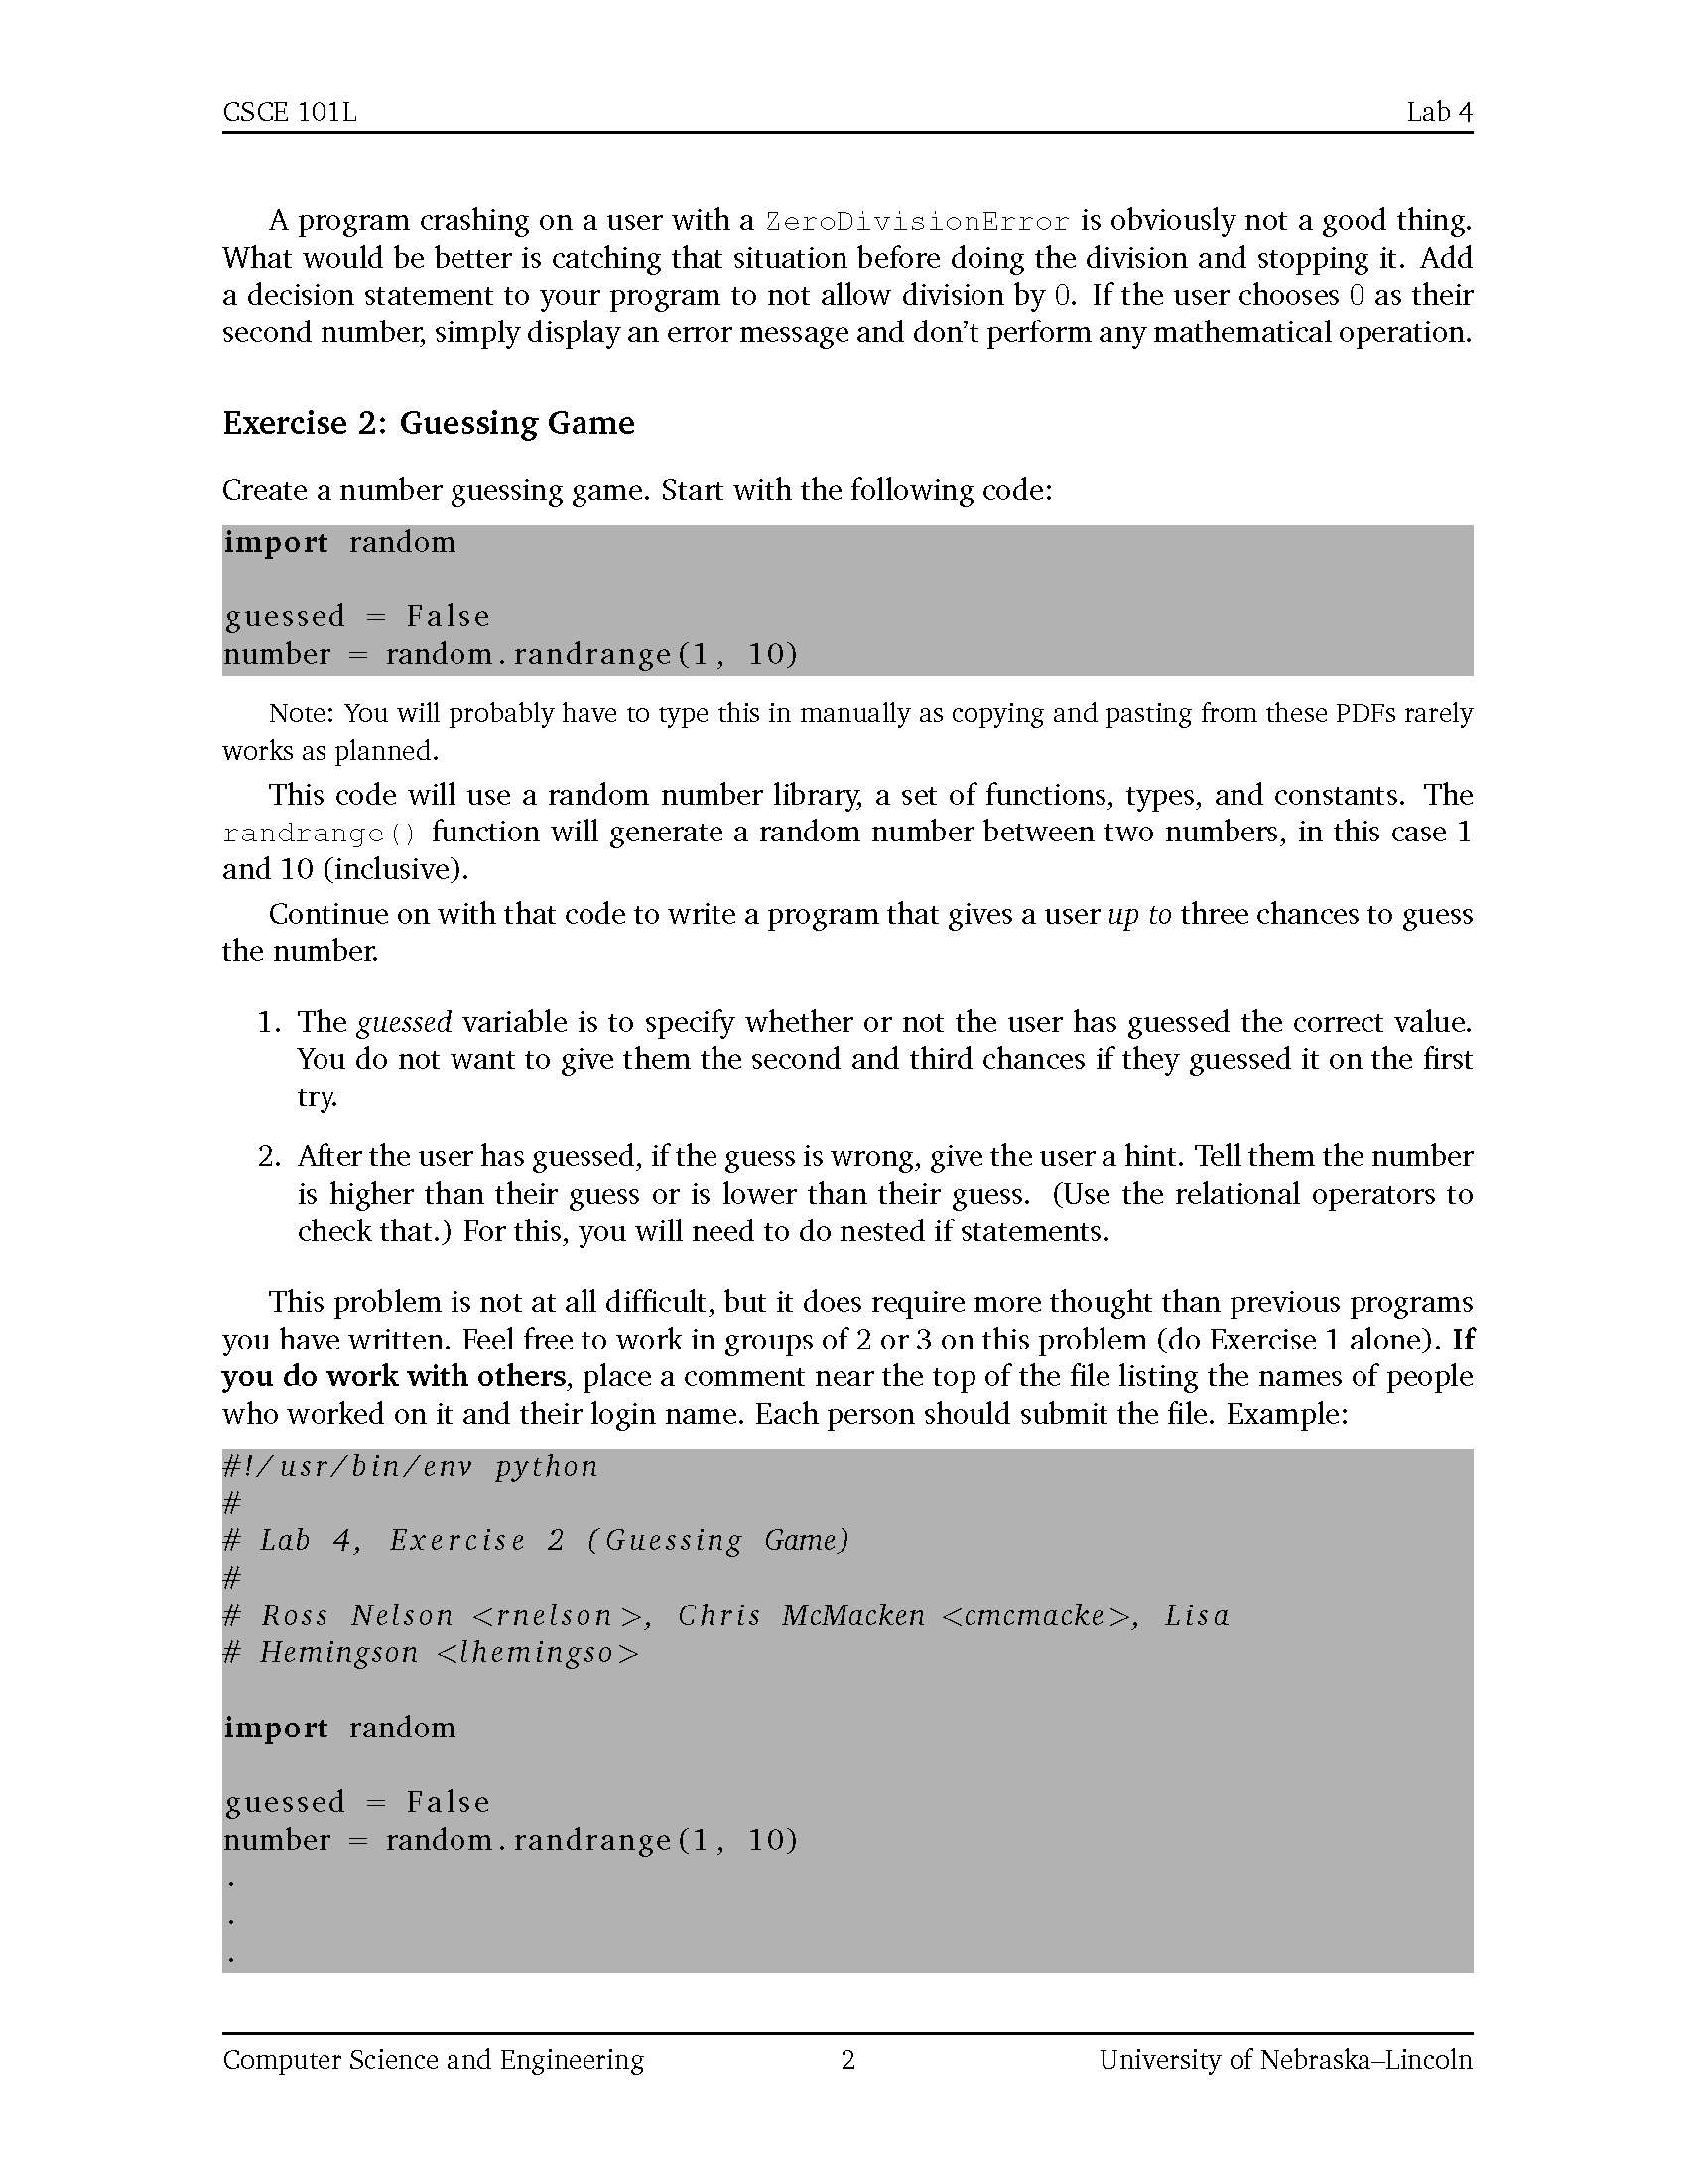 CSCE 101L Lab 4
A program crashing on a user with a ZeroDivisionError is obviously not a good thing.
What would be better is catching that situation before doing the division and stopping it. Add
a decision statement to your program to not allow division by 0. If the user chooses 0 as their
second number, simply display an error message and don't perform any mathematical operation.
Exercise 2: Guessing Game
Create a number guessing game. Start with the following code:
import random
guessed = False
number = random.randrange(1, 10)
Note: You will probably have to type this in manually as copying and pasting from these PDFs rarely
works as planned.
This code will use a random number library, a set of functions, types, and constants. The
randrange() function will generate a random number between two numbers, in this case 1
and 10 (inclusive).
Continue on with that code to write a program that gives a user up to three chances to guess
the number.
1. The guessed variable is to specify whether or not the user has guessed the correct value.
You do not want to give them the second and third chances if they guessed it on the first
try.
2. After the user has guessed, if the guess is wrong, give the user a hint. Tell them the number
is higher than their guess or is lower than their guess. (Use the relational operators to
check that.) For this, you will need to do nested if statements.
This problem is not at all difficult, but it does require more thought than previous programs
you have written. Feel free to work in groups of 2 or 3 on this problem (do Exercise 1 alone). If
you do work with others, place a comment near the top of the file listing the names of people
who worked on it and their login name. Each person should submit the file. Example:
#!/usr/bin/env python
#
# Lab 4, Exercise 2 (Guessing Game)
#
# Ross Nelson <rnelson>, Chris McMacken <cmcmacke>, Lisa
# Hemingson <lhemingso>
import random
guessed = False
number = random.randrange(1, 10)
.
.
.
Computer Science and Engineering 2 University of Nebraska–Lincoln